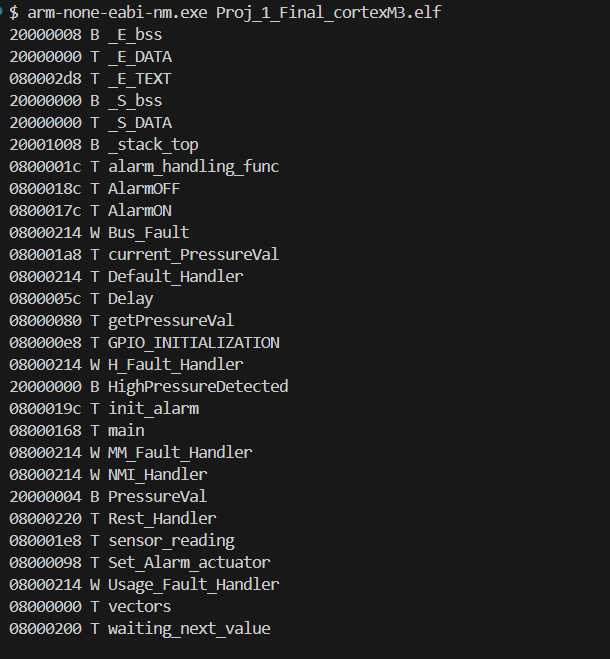 $ arm-none-eabi-nm.exe Proj_1_Final_cortexM3.elf
20000008 B _E_bss
20000000 T _E_DATA
080002d8 T _E_TEXT
20000000 B _S_bss
20000000 T _S_DATA
20001008 B _stack_top
0800001c T alarm_handling_func
0800018c T AlarmOFF
0800017c T AlarmON
08000214 W Bus_Fault
080001a8 T current_PressureVal
08000214 T Default_Handler
0800005c T Delay
08000080 T getPressureVal
080000e8 T GPIO_INITIALIZATION
08000214 W H_Fault_Handler
20000000 B HighPressureDetected
0800019c T init_alarm
08000168 T main
08000214 W MM_Fault_Handler
08000214 W NMI_Handler
20000004 B PressureVal
08000220 T Rest_Handler
080001e8 T sensor_reading
08000098 T Set_Alarm_actuator
08000214 W Usage_Fault_Handler
08000000 T vectors
08000200 T waiting_next_value